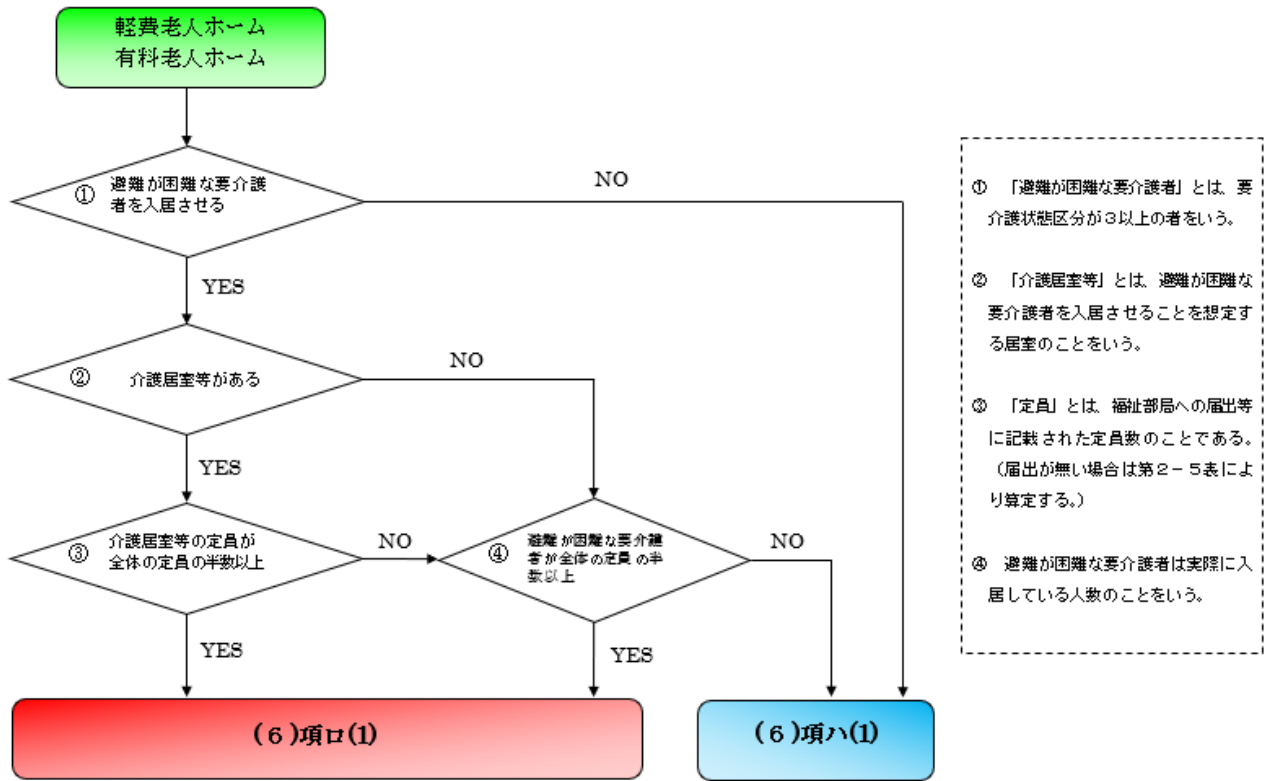 軽費老人ホーム
有料老人ホーム
① 避難が困難な要介護
者を入居させる
NO
YES
② 介護居室等がある
NO
YES
③ 介護居室等の定員が
全体の定員の半数以上
NO
④ 避難が困難な要介護
者が全体の定員の半
数以上
NO
YES
YES
(6)項ロ(1)
(6)項ハ(1)
① 「避難が困難な要介護者」とは、要
介護状態区分が3以上の者をいう。
② 「介護居室等」とは、避難が困難な
要介護者を入居させることを想定す
る居室のことをいう。
③ 「定員」とは、福祉部局への届出等
に記載された定員数のことである。
(届出が無い場合は第2-5表によ
り算定する。)
④ 避難が困難な要介護者は実際に入
居している人数のことをいう。